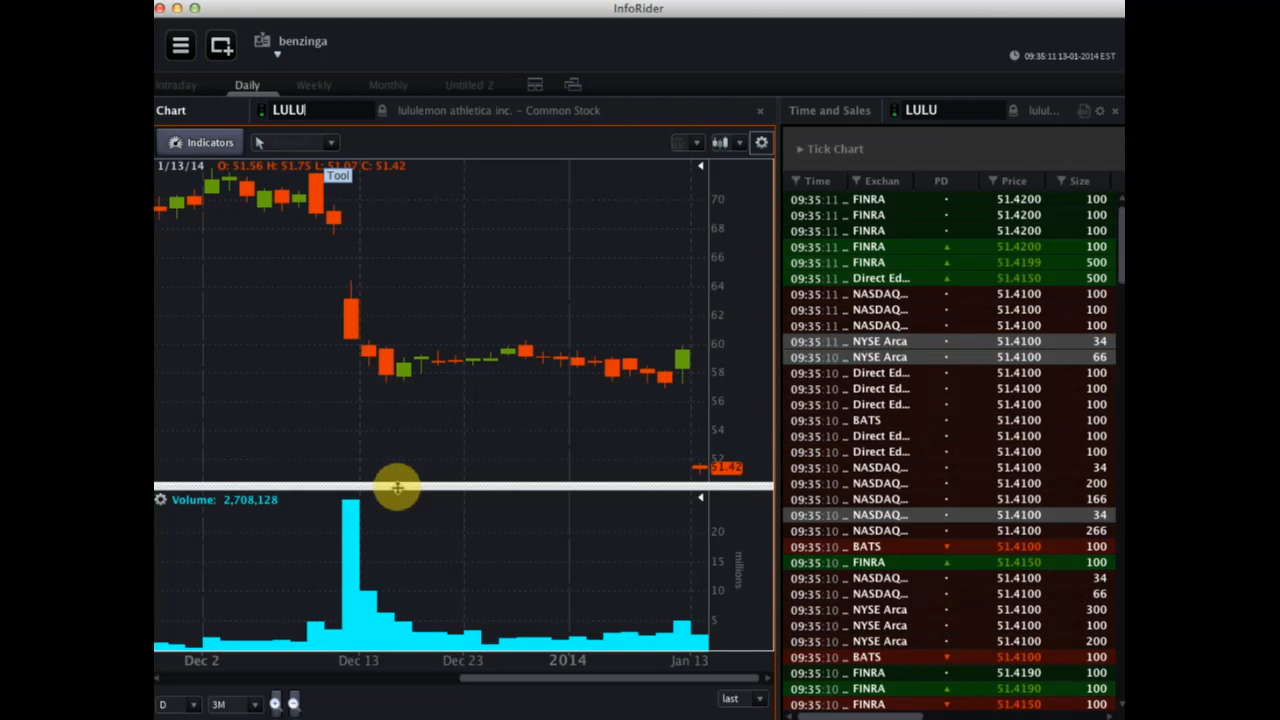 InfoRider
benzinga
09:35:11 13-01-2014 EST
Intraday Daily Weekly Monthly Untitled 2
Chart LULU lululemon athletica inc. - Common Stock
Time and Sales LULU lulul...
Indicators
Tick Chart
1/13/14 O: 51.56 H: 51.75 L: 51.07 C: 51.42
Tool
Time Exchan PD Price Size
70
68
66
64
62
60
58
56
54
52
51.42
09:35:11 FINRA 51.4200 100
09:35:11 FINRA 51.4200 100
09:35:11 FINRA 51.4200 100
09:35:11 FINRA 51.4200 100
09:35:11 FINRA 51.4199 500
09:35:11 Direct Ed... 51.4150 500
09:35:11 NASDAQ... 51.4100 100
09:35:11 NASDAQ... 51.4100 100
09:35:11 NASDAQ... 51.4100 100
09:35:11 NYSE Arca 51.4100 34
09:35:10 NYSE Arca 51.4100 66
09:35:10 Direct Ed... 51.4100 100
09:35:10 Direct Ed... 51.4100 100
09:35:10 Direct Ed... 51.4100 100
09:35:10 BATS 51.4100 100
09:35:10 Direct Ed... 51.4100 100
09:35:10 Direct Ed... 51.4100 100
09:35:10 NASDAQ... 51.4100 34
09:35:10 NASDAQ... 51.4100 200
09:35:10 NASDAQ... 51.4100 166
09:35:10 NASDAQ... 51.4100 34
09:35:10 NASDAQ... 51.4100 266
09:35:10 BATS 51.4100 100
09:35:10 FINRA 51.4150 100
09:35:10 NASDAQ... 51.4100 34
09:35:10 NASDAQ... 51.4100 66
09:35:10 NYSE Arca 51.4100 300
09:35:10 NYSE Arca 51.4100 100
09:35:10 NYSE Arca 51.4100 200
09:35:10 BATS 51.4100 100
09:35:10 FINRA 51.4190 100
09:35:10 FINRA 51.4190 100
09:35:10 FINRA 51.4150 100
Volume: 2,708,128
20
15
10
5
millions
Dec 2 Dec 13 Dec 23 2014 Jan 13
D 3M last